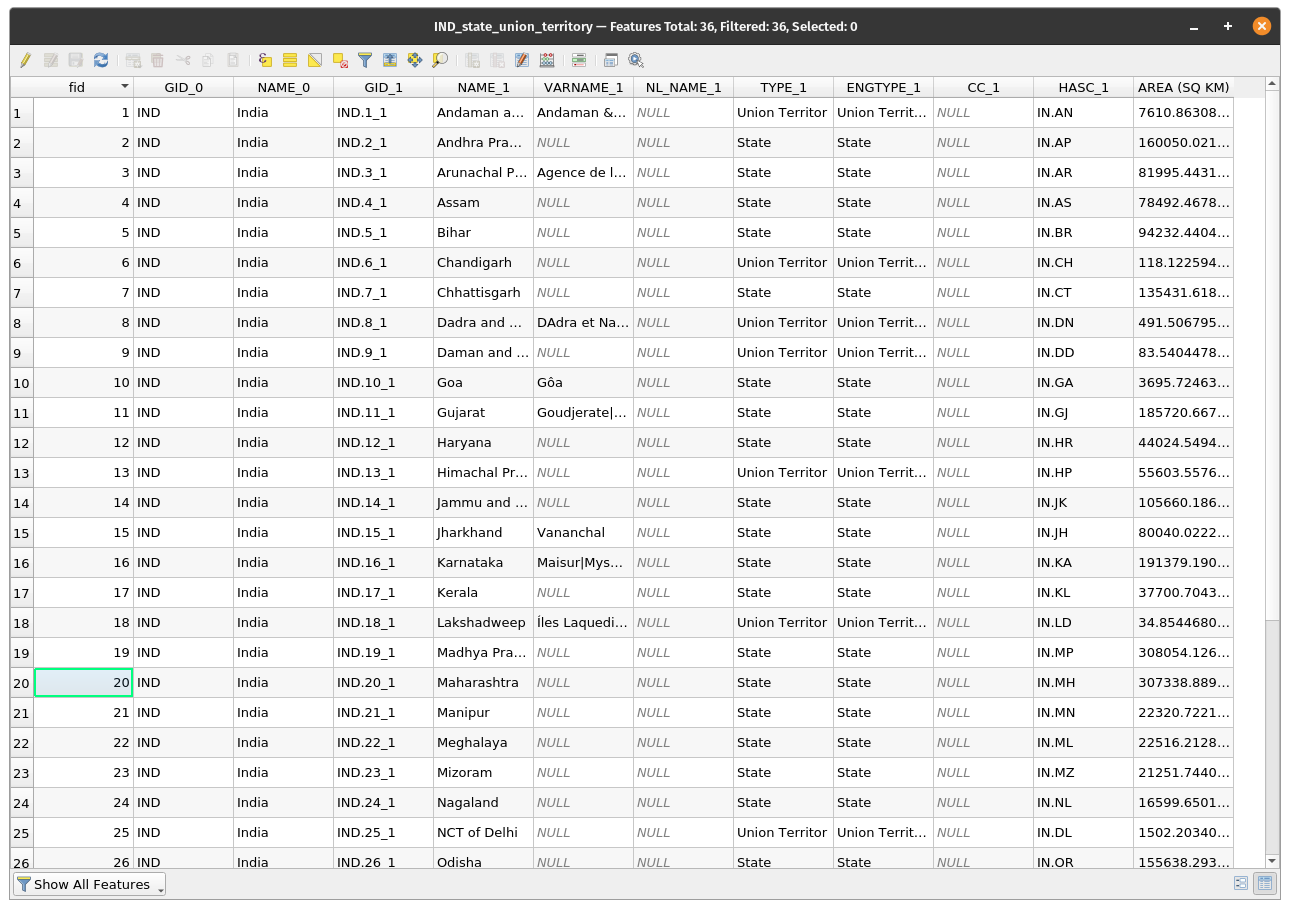 IND_state_union_territory — Features Total: 36, Filtered: 36, Selected: 0
fid GID_0 NAME_0 GID_1 NAME_1 VARNAME_1 NL_NAME_1 TYPE_1 ENGTYPE_1 CC_1 HASC_1 AREA (SQ KM)
1 1 IND India IND.1_1 Andaman a... Andaman &... NULL Union Territor Union Territ... NULL IN.AN 7610.86308...
2 2 IND India IND.2_1 Andhra Pra... NULL NULL State State NULL IN.AP 160050.021...
3 3 IND India IND.3_1 Arunachal P... Agence de l... NULL State State NULL IN.AR 81995.4431...
4 4 IND India IND.4_1 Assam NULL NULL State State NULL IN.AS 78492.4678...
5 5 IND India IND.5_1 Bihar NULL NULL State State NULL IN.BR 94232.4404...
6 6 IND India IND.6_1 Chandigarh NULL NULL Union Territor Union Territ... NULL IN.CH 118.122594...
7 7 IND India IND.7_1 Chhattisgarh NULL NULL State State NULL IN.CT 135431.618...
8 8 IND India IND.8_1 Dadra and ... DAdra et Na... NULL Union Territor Union Territ... NULL IN.DN 491.506795...
9 9 IND India IND.9_1 Daman and ... NULL NULL Union Territor Union Territ... NULL IN.DD 83.5404478...
10 10 IND India IND.10_1 Goa Gôa NULL State State NULL IN.GA 3695.72463...
11 11 IND India IND.11_1 Gujarat Goudjerate|... NULL State State NULL IN.GJ 185720.667...
12 12 IND India IND.12_1 Haryana NULL NULL State State NULL IN.HR 44024.5494...
13 13 IND India IND.13_1 Himachal Pr... NULL NULL Union Territor Union Territ... NULL IN.HP 55603.5576...
14 14 IND India IND.14_1 Jammu and ... NULL NULL State State NULL IN.JK 105660.186...
15 15 IND India IND.15_1 Jharkhand Vananchal NULL State State NULL IN.JH 80040.0222...
16 16 IND India IND.16_1 Karnataka Maisur|Mys... NULL State State NULL IN.KA 191379.190...
17 17 IND India IND.17_1 Kerala NULL NULL State State NULL IN.KL 37700.7043...
18 18 IND India IND.18_1 Lakshadweep Íles Laquedi... NULL Union Territor Union Territ... NULL IN.LD 34.8544680...
19 19 IND India IND.19_1 Madhya Pra... NULL NULL State State NULL IN.MP 308054.126...
20 20 IND India IND.20_1 Maharashtra NULL NULL State State NULL IN.MH 307338.889...
21 21 IND India IND.21_1 Manipur NULL NULL State State NULL IN.MN 22320.7221...
22 22 IND India IND.22_1 Meghalaya NULL NULL State State NULL IN.ML 22516.2128...
23 23 IND India IND.23_1 Mizoram NULL NULL State State NULL IN.MZ 21251.7440...
24 24 IND India IND.24_1 Nagaland NULL NULL State State NULL IN.NL 16599.6501...
25 25 IND India IND.25_1 NCT of Delhi NULL NULL Union Territor Union Territ... NULL IN.DL 1502.20340...
26 26 IND India IND.26_1 Odisha NULL NULL State State NULL IN.OR 155638.293...
Show All Features